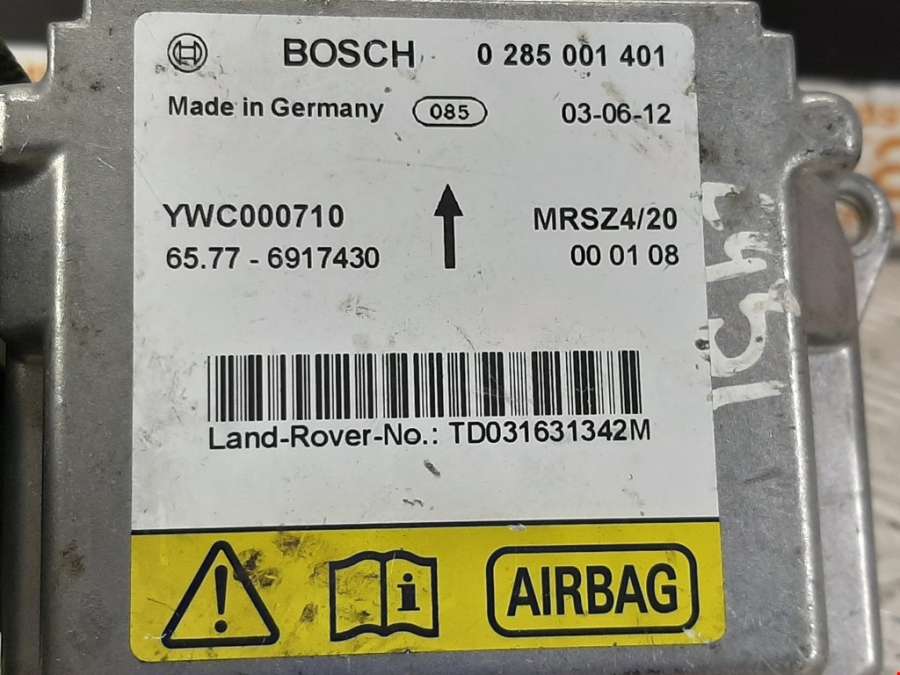 BOSCH 0 285 001 401
Made in Germany 085 03-06-12
YWC000710 MRSZ4/20
65.77 - 6917430 00 01 08
Land-Rover-No.: TD031631342M
i
AIRBAG